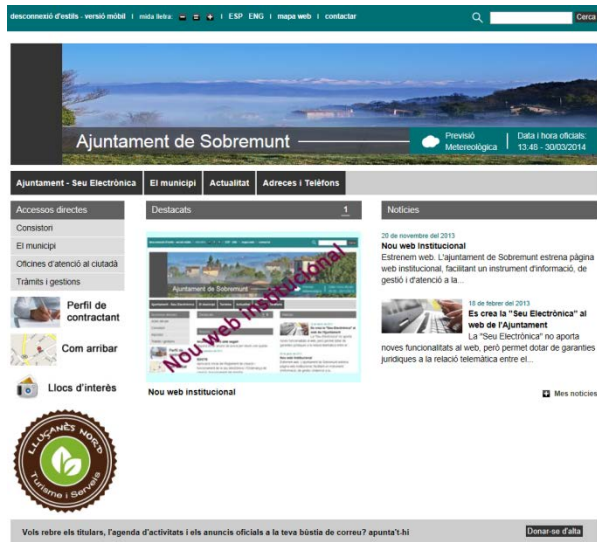 desconnexió d'estils - versió mòbil | mida lletra: | ESP ENG | mapa web | contactar
Cerca
Ajuntament de Sobremunt
Previsió
Metereològica
Data i hora oficials:
13:48 - 30/03/2014
Ajuntament - Seu Electrònica
El municipi
Actualitat
Adreces i Telèfons
Accessos directes
Consistori
El municipi
Oficines d'atenció al ciutadà
Tràmits i gestions
Perfil de
contractant
Com arribar
Llocs d'interès
LLUÇANÈS NORD
Turisme i Serveis
Destacats
1
Ajuntament de Sobremunt
Nou web institucional
Nou web institucional
Notícies
20 de novembre del 2013
Nou web Institucional
Estrenem web. L'ajuntament de Sobremunt estrena pàgina
web institucional, facilitant un instrument d'informació, de
gestió i d'atenció a la...
18 de febrer del 2013
Es crea la "Seu Electrònica" al
web de l'Ajuntament
La "Seu Electrònica" no aporta
noves funcionalitats al web, però permet dotar de garanties
jurídiques a la relació telemàtica entre el...
Mes notícies
Vols rebre els titulars, l'agenda d'activitats i els anuncis oficials a la teva bústia de correu? apunta't-hi
Donar-se d'alta